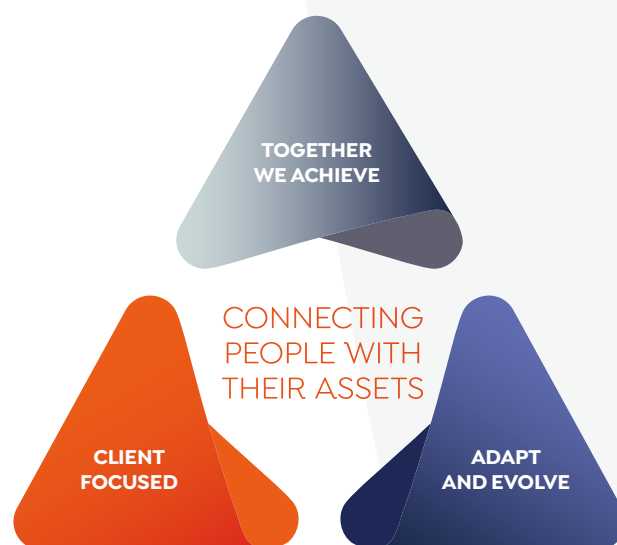 TOGETHER
WE ACHIEVE
CONNECTING
PEOPLE WITH
THEIR ASSETS
CLIENT
FOCUSED
ADAPT
AND EVOLVE